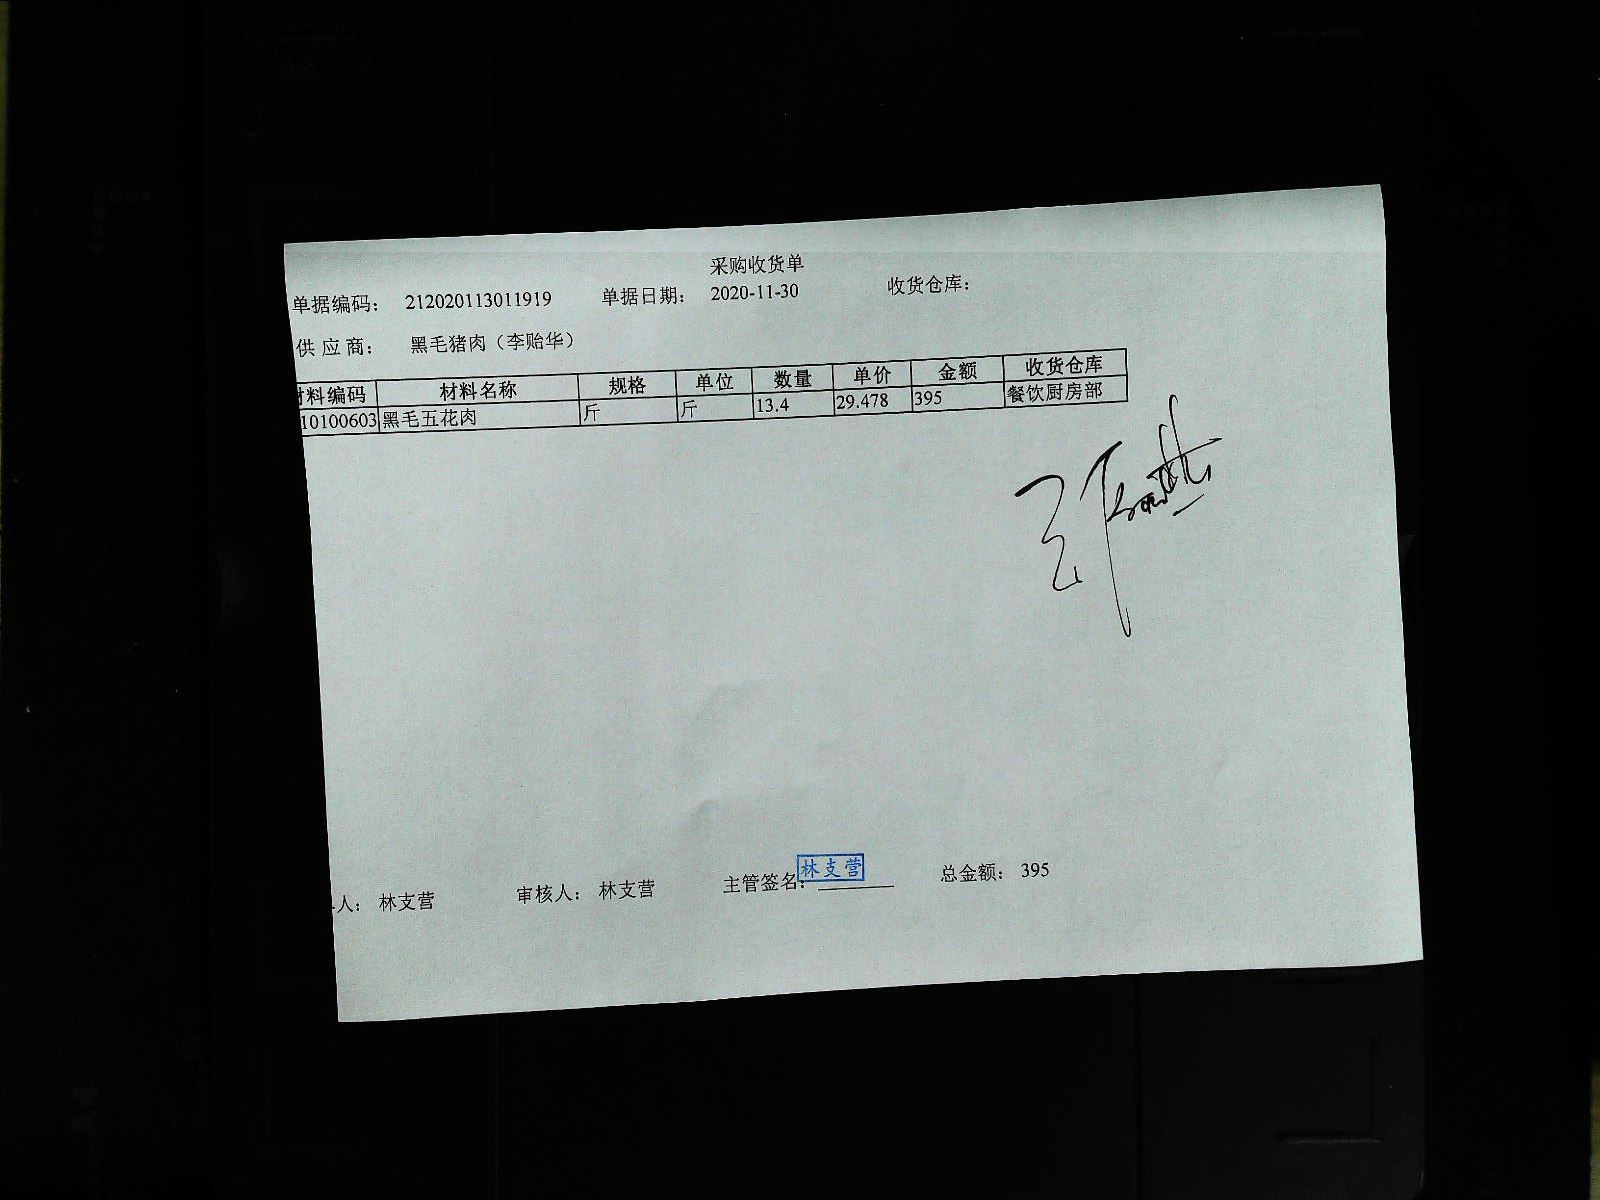 采购收货单
单据编码： 212020113011919 单据日期： 2020-11-30 收货仓库：
供应商： 黑毛猪肉（李贻华）
材料编码 材料名称 规格 单位 数量 单价 金额 收货仓库
10100603 黑毛五花肉 斤 斤 13.4 29.478 395 餐饮厨房部
人： 林支营 审核人： 林支营 主管签名： 林支营 总金额： 395